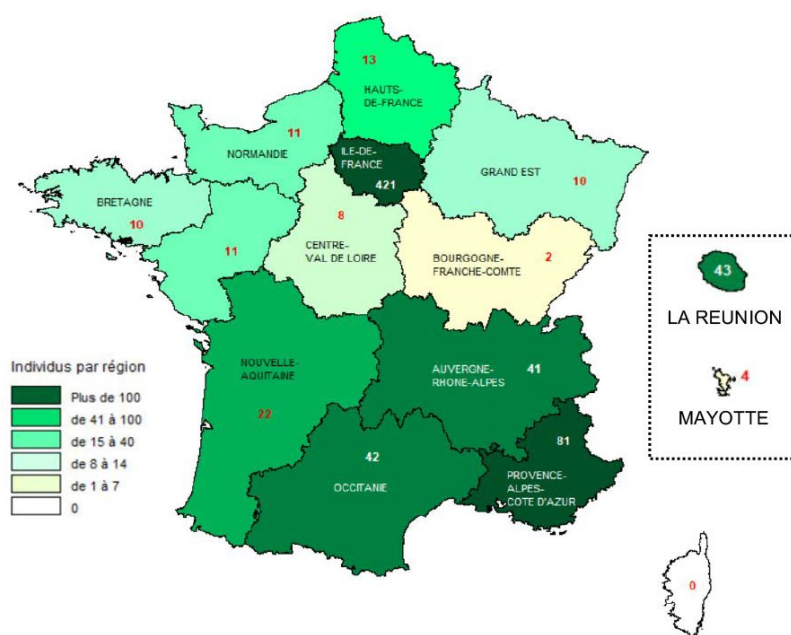 13
HAUTS-
DE-FRANCE
11
NORMANDIE
ILE-DE-
FRANCE
421
GRAND EST
10
BRETAGNE
10
11
8
CENTRE-
VAL DE LOIRE
BOURGOGNE-
FRANCHE-COMTE
2
43
LA REUNION
4
MAYOTTE
Individus par région
Plus de 100
de 41 à 100
de 15 à 40
de 8 à 14
de 1 à 7
0
NOUVELLE-
AQUITAINE
22
AUVERGNE-
RHONE-ALPES
41
42
OCCITANIE
81
PROVENCE-
ALPES-
COTE D'AZUR
0